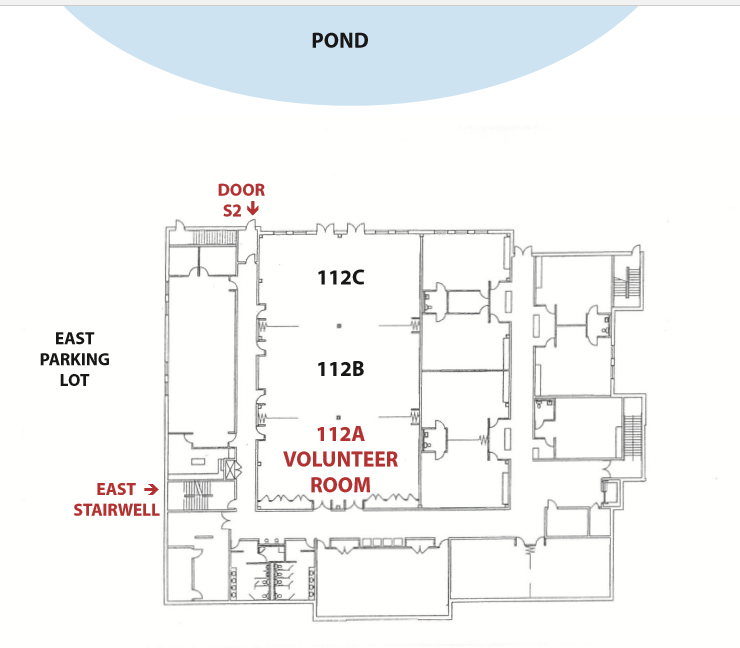 POND
DOOR
S2
112C
EAST
PARKING
LOT
112B
112A
VOLUNTEER
ROOM
EAST →
STAIRWELL